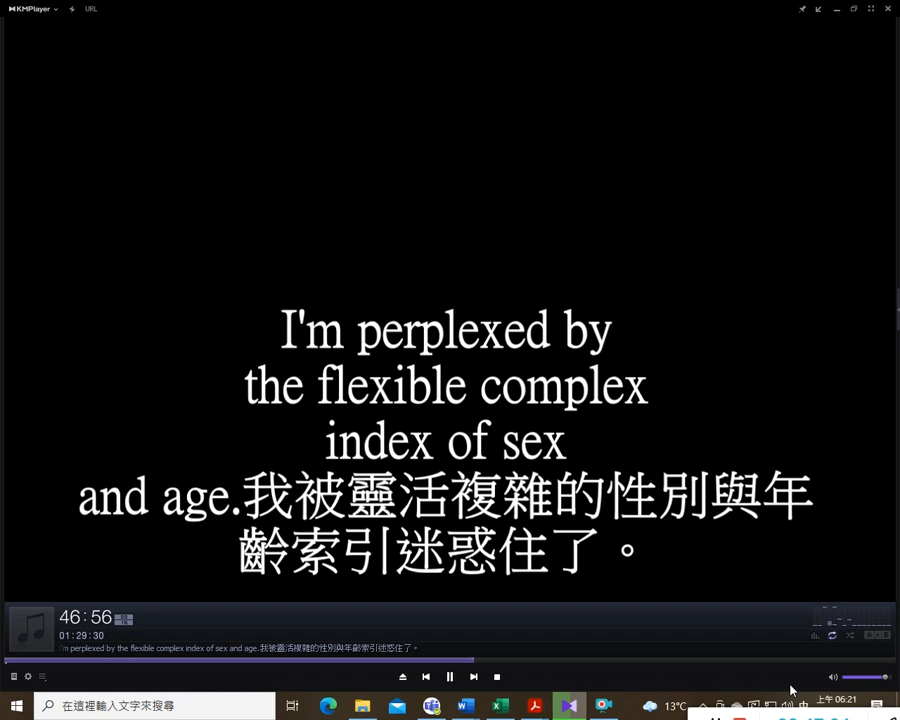 KMPlayer URL
I'm perplexed by
the flexible complex
index of sex
and age.我被靈活複雜的性別與年
齡索引迷惑住了。
46:56
01:29:30
I'm perplexed by the flexible complex index of sex and age.我被靈活複雜的性別與年齡索引迷惑住了。
在這裡輸入文字來搜尋
13°C
上午 06:21